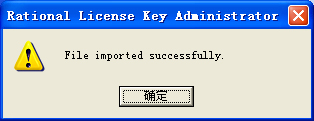 Rational License Key Administrator
File imported successfully.
确定